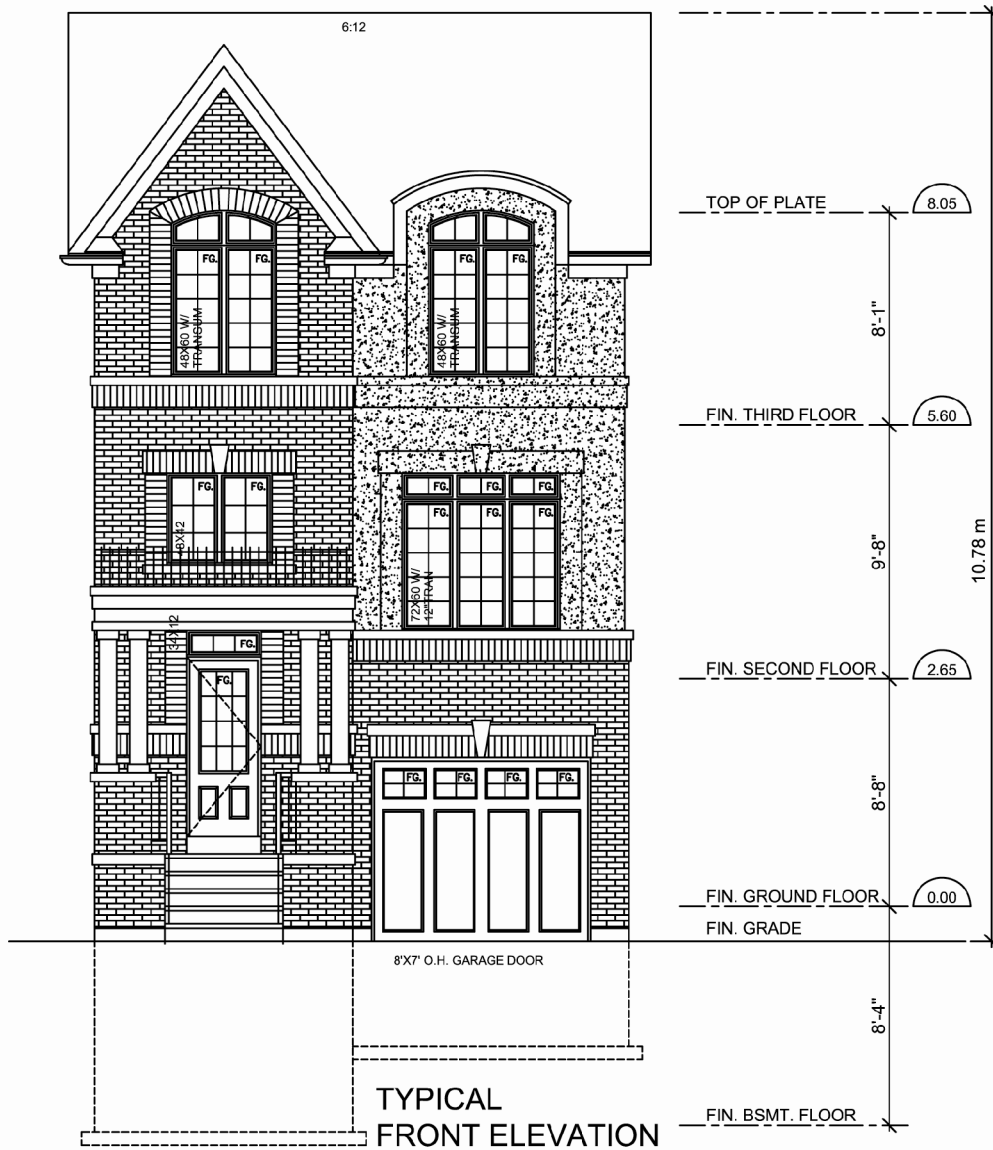 6:12
TOP OF PLATE
8.05
FG.
FG.
FG.
FG.
48X60 W/
TRANSUM
48X60 W/
TRANSUM
8'-1"
FIN. THIRD FLOOR
5.60
FG.
FG.
FG.
FG.
FG.
FG.
FG.
FG.
48X42
72X60 W/
12"TRAN
9'-8"
10.78 m
34X12
FG.
FIN. SECOND FLOOR
2.65
FG.
FG.
FG.
FG.
FG.
8'-8"
FIN. GROUND FLOOR
0.00
FIN. GRADE
8'X7' O.H. GARAGE DOOR
8'-4"
TYPICAL
FRONT ELEVATION
FIN. BSMT. FLOOR